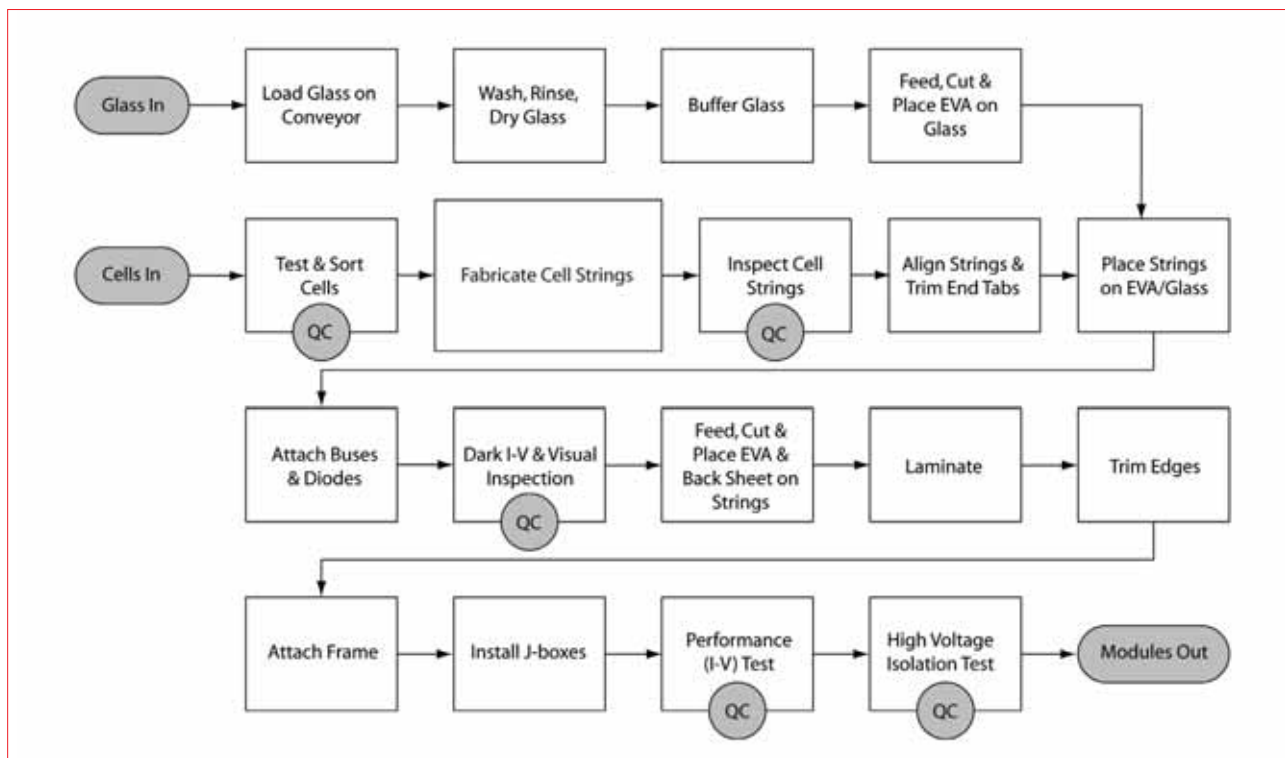 Glass In
Load Glass on
Conveyor
Wash, Rinse,
Dry Glass
Buffer Glass
Feed, Cut &
Place EVA on
Glass
Cells In
Test & Sort
Cells
QC
Fabricate Cell Strings
Inspect Cell
Strings
QC
Align Strings &
Trim End Tabs
Place Strings
on EVA/Glass
Attach Buses
& Diodes
Dark I-V & Visual
Inspection
QC
Feed, Cut &
Place EVA &
Back Sheet on
Strings
Laminate
Trim Edges
Attach Frame
Install J-boxes
Performance
(I-V) Test
QC
High Voltage
Isolation Test
QC
Modules Out